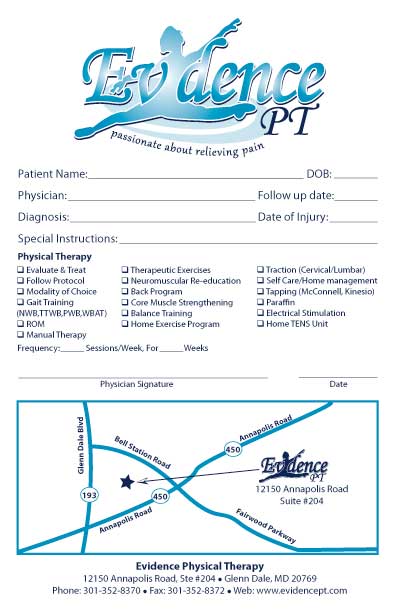 Evidence
PT
passionate about relieving pain
Patient Name: DOB:
Physician: Follow up date:
Diagnosis: Date of Injury:
Special Instructions:
Physical Therapy
Evaluate & Treat
Follow Protocol
Modality of Choice
Gait Training
(NWB,TTWB,PWB,WBAT)
ROM
Manual Therapy
Therapeutic Exercises
Neuromuscular Re-education
Back Program
Core Muscle Strengthening
Balance Training
Home Exercise Program
Traction (Cervical/Lumbar)
Self Care/Home management
Tapping (McConnell, Kinesio)
Paraffin
Electrical Stimulation
Home TENS Unit
Frequency: Sessions/Week, For Weeks
Physician Signature Date
Glenn Dale Blvd
Bell Station Road
Annapolis Road
450
193
450
Annapolis Road
Fairwood Parkway
Evidence
PT
12150 Annapolis Road
Suite #204
Evidence Physical Therapy
12150 Annapolis Road, Ste #204 • Glenn Dale, MD 20769
Phone: 301-352-8370 • Fax: 301-352-8372 • Web: www.evidencept.com